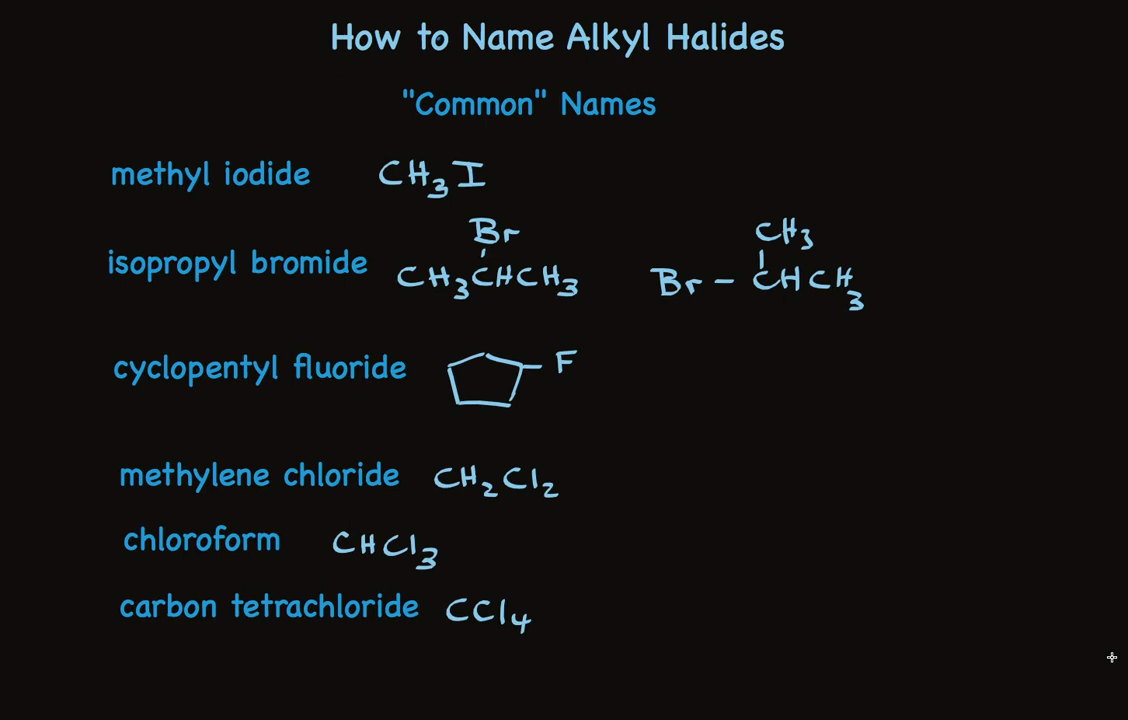 How to Name Alkyl Halides
"Common" Names
methyl iodide CH3I
Br CH3
isopropyl bromide CH3CHCH3 Br - CHCH3
cyclopentyl fluoride F
methylene chloride CH2Cl2
chloroform CHCl3
carbon tetrachloride CCl4